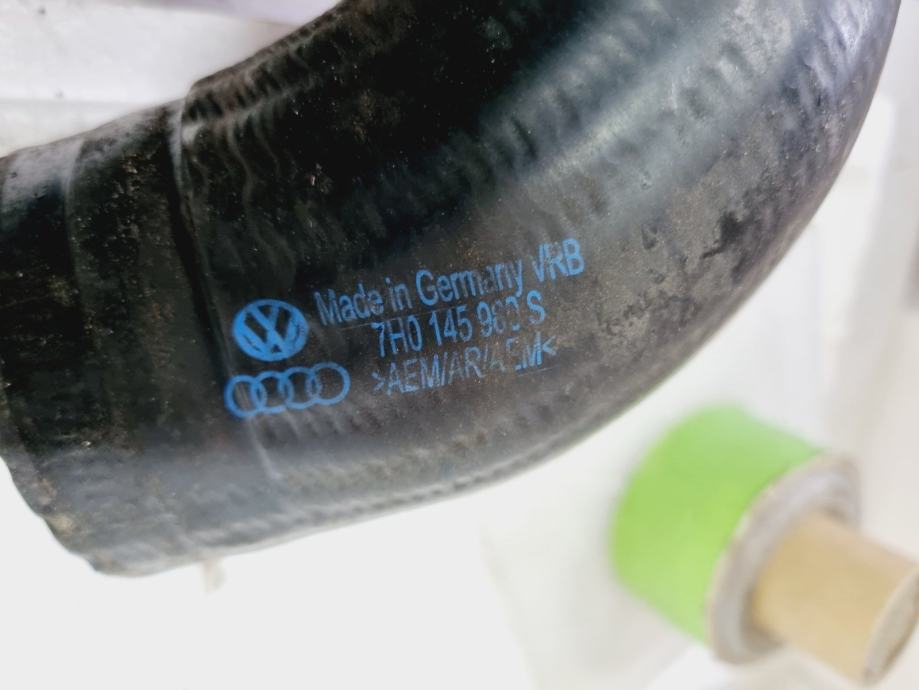 Made in Germany VRB
7H0 145 980 S
>AEM/AR/AEM<